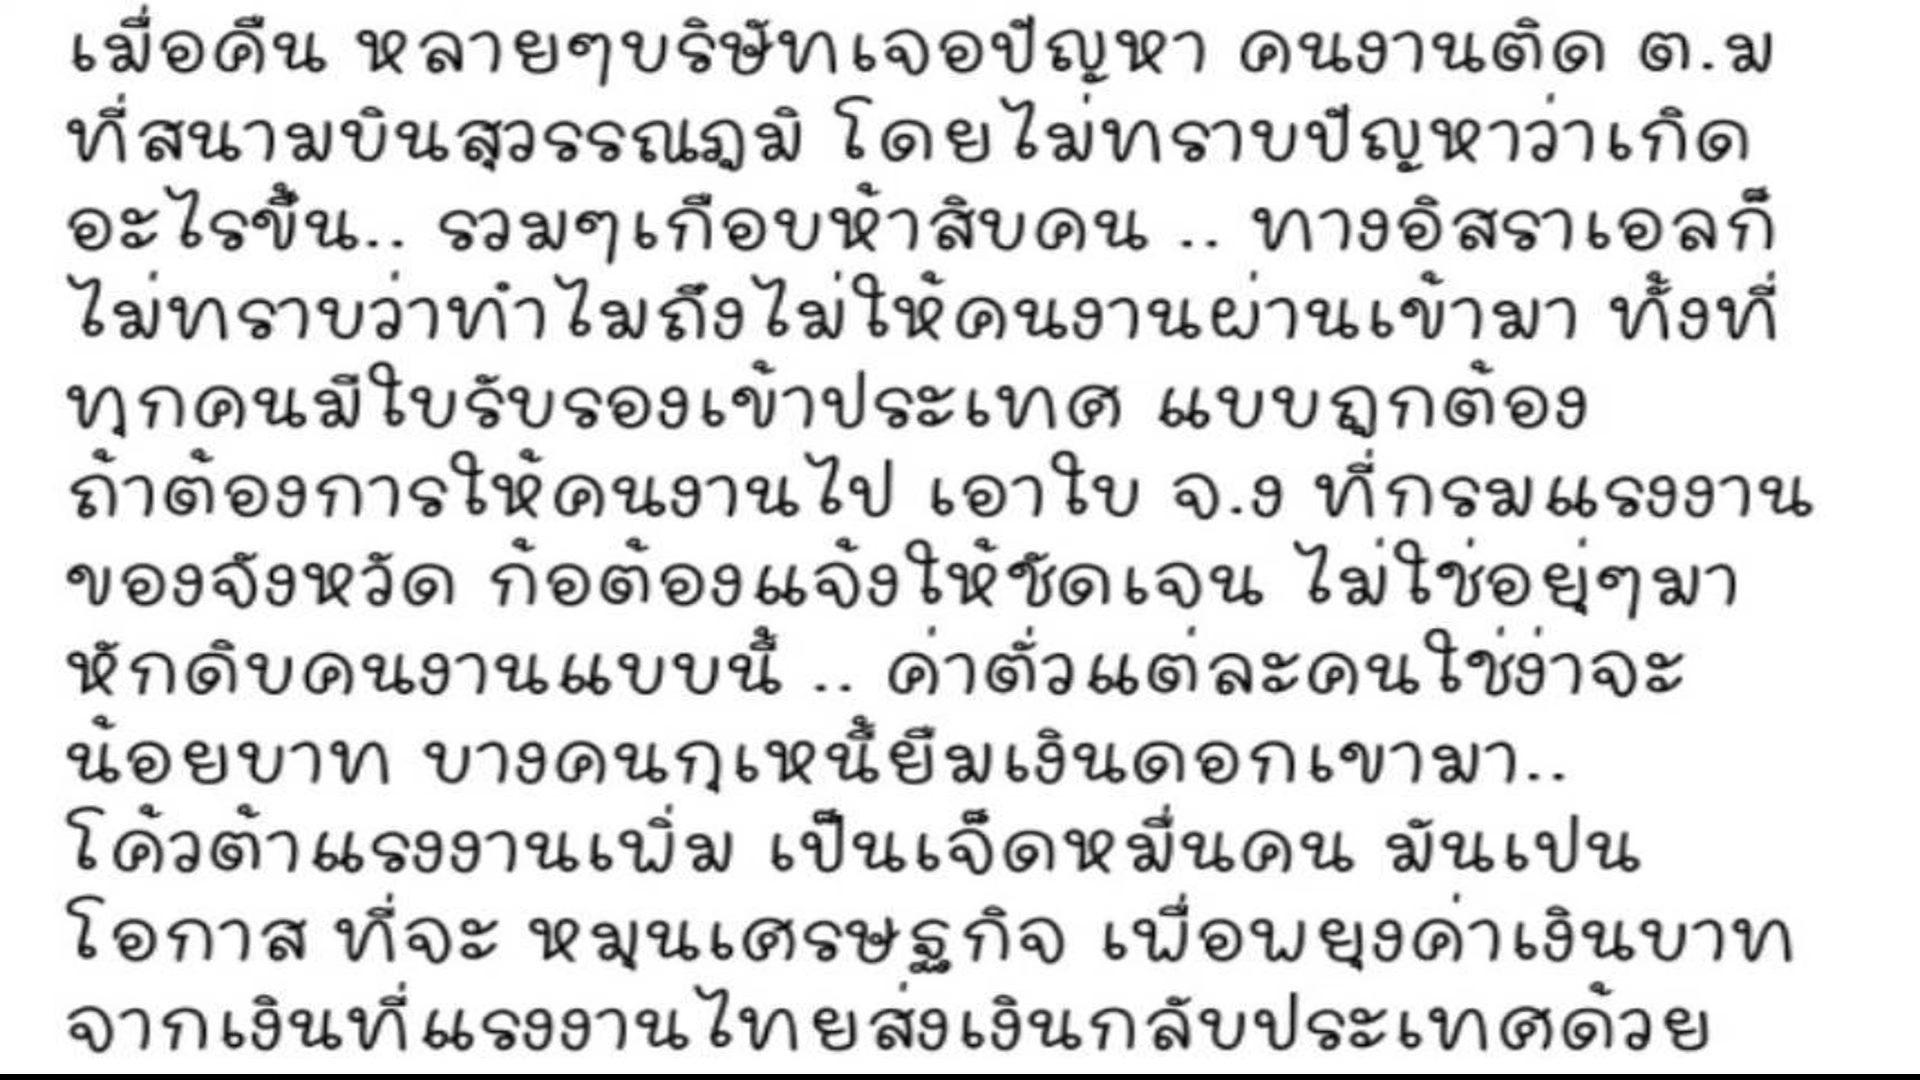 เมื่อคืน หลายๆบริษัทเจอปัญหา คนงานติด ต.ม
ที่สนามบินสุวรรณภูมิ โดยไม่ทราบปัญหาว่าเกิด
อะไรขึ้น.. รวมๆเกือบห้าสิบคน .. ทางอิสราเอลก็
ไม่ทราบว่าทำไมถึงไม่ให้คนงานผ่านเข้ามา ทั้งที่
ทุกคนมีใบรับรองเข้าประเทศ แบบถูกต้อง
ถ้าต้องการให้คนงานไป เอาใบ จ.ง ที่กรมแรงงาน
ของจังหวัด ก้อต้องแจ้งให้ชัดเจน ไม่ใช่อยุ่ๆมา
หักดิบคนงานแบบนี้ .. ค่าตั่วแต่ละคนใช่ง่าจะ
น้อยบาท บางคนกุเหนี้ยืมเงินดอกเขามา..
โค้วต้าแรงงานเพิ่ม เป็นเจ็ดหมื่นคน มันเปน
โอกาส ที่จะ หมุนเศรษฐกิจ เพื่อพยุงค่าเงินบาท
จากเงินที่แรงงานไทยส่งเงินกลับประเทศด้วย